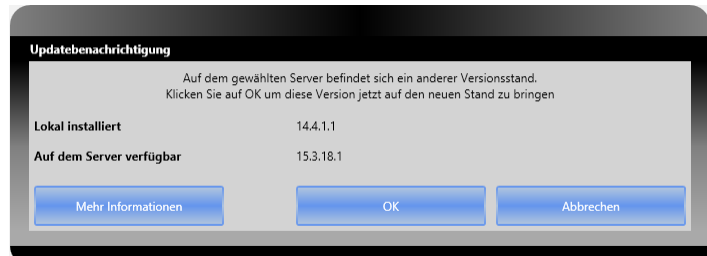 Updatebenachrichtigung
Auf dem gewählten Server befindet sich ein anderer Versionsstand.
Klicken Sie auf OK um diese Version jetzt auf den neuen Stand zu bringen
Lokal installiert 14.4.1.1
Auf dem Server verfügbar 15.3.18.1
Mehr Informationen OK Abbrechen